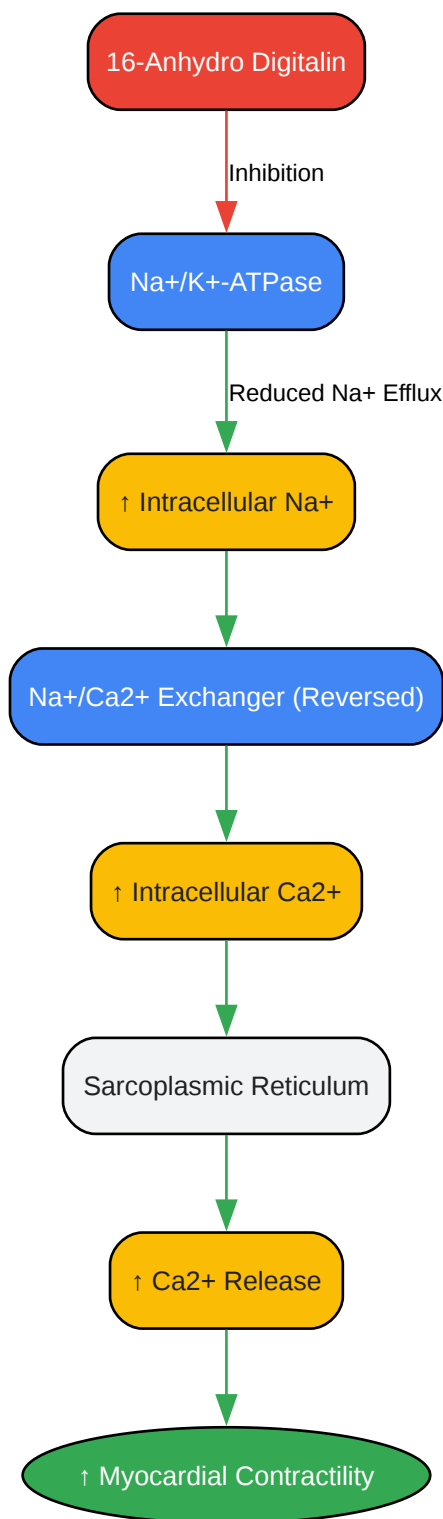 16-Anhydro Digitalin
Inhibition
Na+/K+-ATPase
Reduced Na+ Efflux
↑ Intracellular Na+
Na+/Ca2+ Exchanger (Reversed)
↑ Intracellular Ca2+
Sarcoplasmic Reticulum
↑ Ca2+ Release
↑ Myocardial Contractility